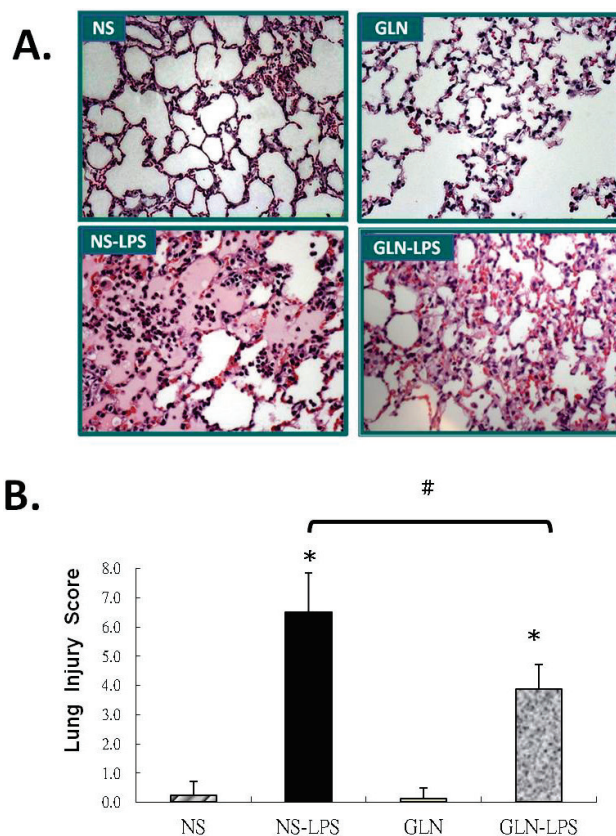 A.
NS
GLN
NS-LPS
GLN-LPS
B.
#
*
*
8.0
7.0
6.0
5.0
4.0
3.0
2.0
1.0
0.0
Lung Injury Score
NS NS-LPS GLN GLN-LPS